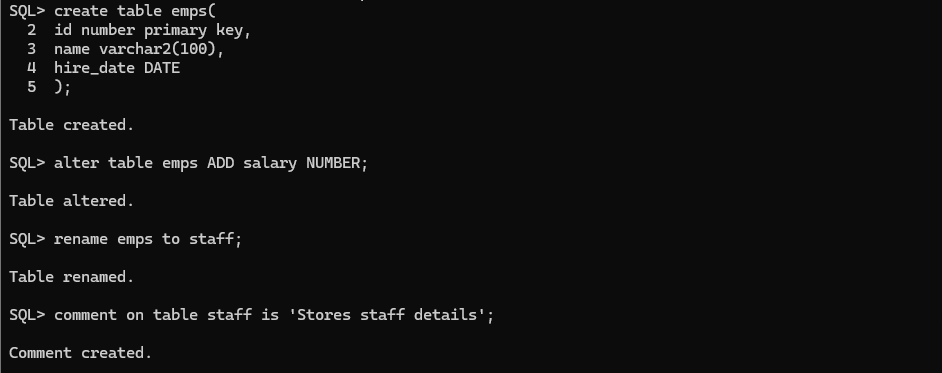 SQL> create table emps(
  2  id number primary key,
  3  name varchar2(100),
  4  hire_date DATE
  5  );
Table created.
SQL> alter table emps ADD salary NUMBER;
Table altered.
SQL> rename emps to staff;
Table renamed.
SQL> comment on table staff is 'Stores staff details';
Comment created.